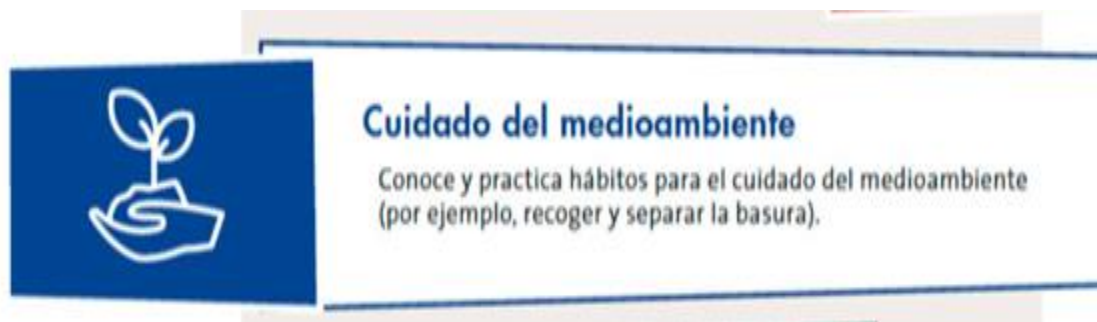 Cuidado del medioambiente
Conoce y practica hábitos para el cuidado del medioambiente
(por ejemplo, recoger y separar la basura).